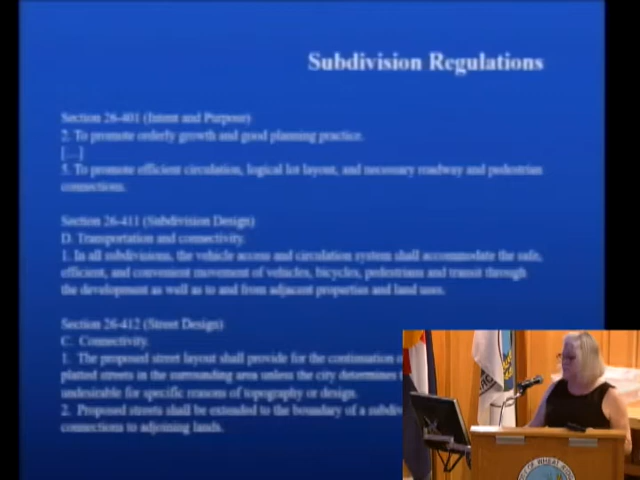 Subdivision Regulations
Section 26-401 (Intent and Purpose)
2. To promote orderly growth and good planning practice.
[...]
5. To promote efficient circulation, logical lot layout, and necessary roadway and pedestrian
connections.
Section 26-411 (Subdivision Design)
D. Transportation and connectivity.
1. In all subdivisions, the vehicle access and circulation system shall accommodate the safe,
efficient, and convenient movement of vehicles, bicycles, pedestrians and transit through
the development as well as to and from adjacent properties and land uses.
Section 26-412 (Street Design)
C. Connectivity.
1. The proposed street layout shall provide for the continuation o
platted streets in the surrounding area unless the city determines
undesirable for specific reasons of topography or design.
2. Proposed streets shall be extended to the boundary of a subdiv
connections to adjoining lands.
OF WHEAT